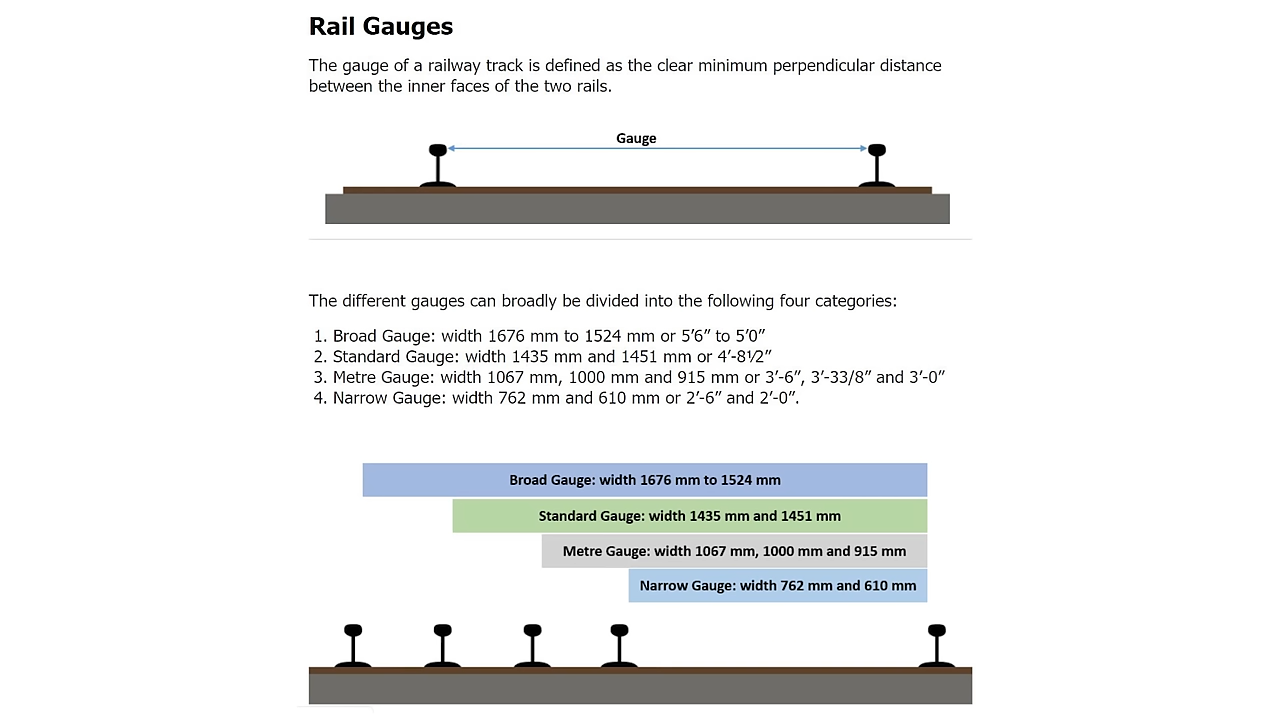 Rail Gauges
The gauge of a railway track is defined as the clear minimum perpendicular distance
between the inner faces of the two rails.
Gauge
The different gauges can broadly be divided into the following four categories:
1. Broad Gauge: width 1676 mm to 1524 mm or 5’6” to 5’0”
2. Standard Gauge: width 1435 mm and 1451 mm or 4’-81⁄2”
3. Metre Gauge: width 1067 mm, 1000 mm and 915 mm or 3’-6”, 3’-33/8” and 3’-0”
4. Narrow Gauge: width 762 mm and 610 mm or 2’-6” and 2’-0”.
Broad Gauge: width 1676 mm to 1524 mm
Standard Gauge: width 1435 mm and 1451 mm
Metre Gauge: width 1067 mm, 1000 mm and 915 mm
Narrow Gauge: width 762 mm and 610 mm